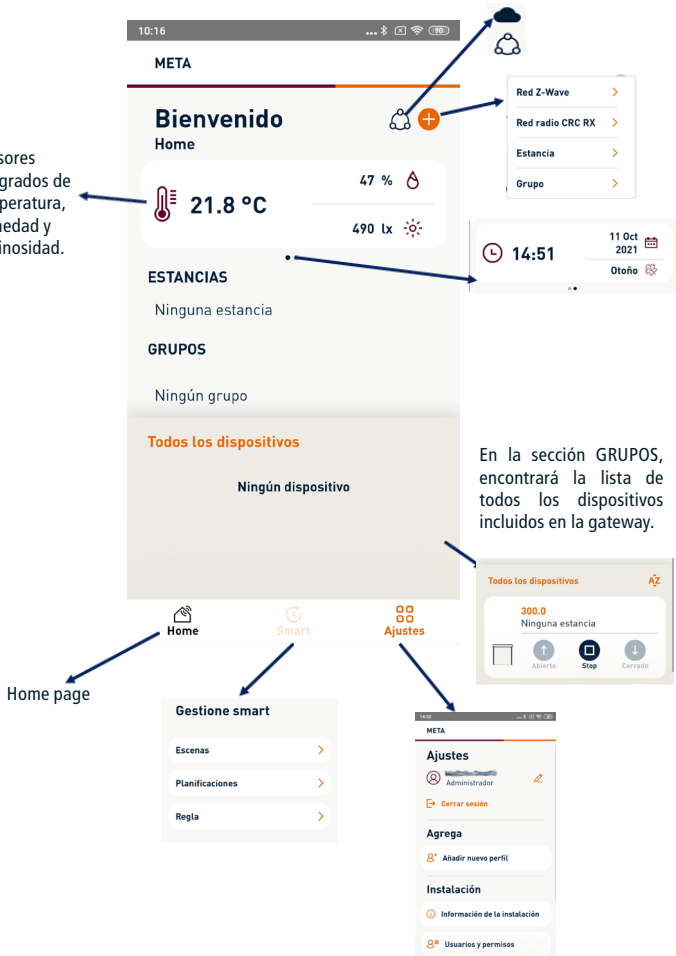 10:16
90
META
Bienvenido
Home
21.8 °C
47 %
490 lx
ESTANCIAS
Ninguna estancia
GRUPOS
Ningún grupo
Todos los dispositivos
Ningún dispositivo
Home
Smart
Ajustes
grados de
y
Red Z-Wave
Red radio CRC RX
Estancia
Grupo
14:51
11 Oct
2021
Otoño
En la sección GRUPOS,
encontrará la lista de
todos los dispositivos
incluidos en la gateway.
Todos los dispositivos
AZ
300.0
Ninguna estancia
Abierto
Stop
Cerrado
Home page
Gestione smart
Escenas
Planificaciones
Regla
META
Ajustes
Administrador
Cerrar sesión
Agrega
Añadir nuevo perfil
Instalación
Información de la instalación
Usuarios y permisos